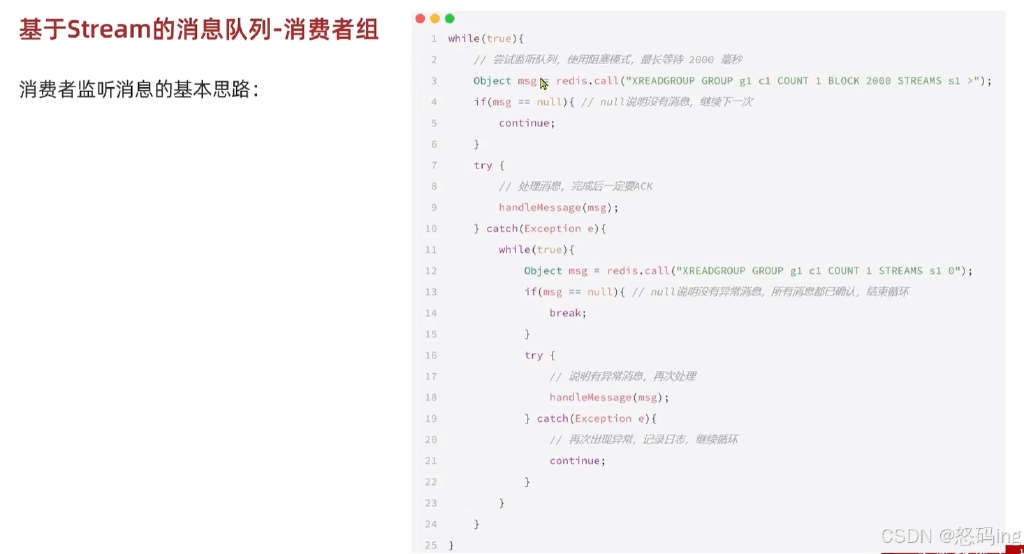 基于Stream的消息队列-消费者组
消费者监听消息的基本思路：
1 while(true){
2 // 尝试监听队列，使用阻塞模式，最长等待 2000 毫秒
3 Object msg = redis.call("XREADGROUP GROUP g1 c1 COUNT 1 BLOCK 2000 STREAMS s1 >");
4 if(msg == null){ // null说明没有消息，继续下一次
5 continue;
6 }
7 try {
8 // 处理消息，完成后一定要ACK
9 handleMessage(msg);
10 } catch(Exception e){
11 while(true){
12 Object msg = redis.call("XREADGROUP GROUP g1 c1 COUNT 1 STREAMS s1 0");
13 if(msg == null){ // null说明没有异常消息，所有消息都已确认，结束循环
14 break;
15 }
16 try {
17 // 说明有异常消息，再次处理
18 handleMessage(msg);
19 } catch(Exception e){
20 // 再次出现异常，记录日志，继续循环
21 continue;
22 }
23 }
24 }
25 }
CSDN @怒码ing